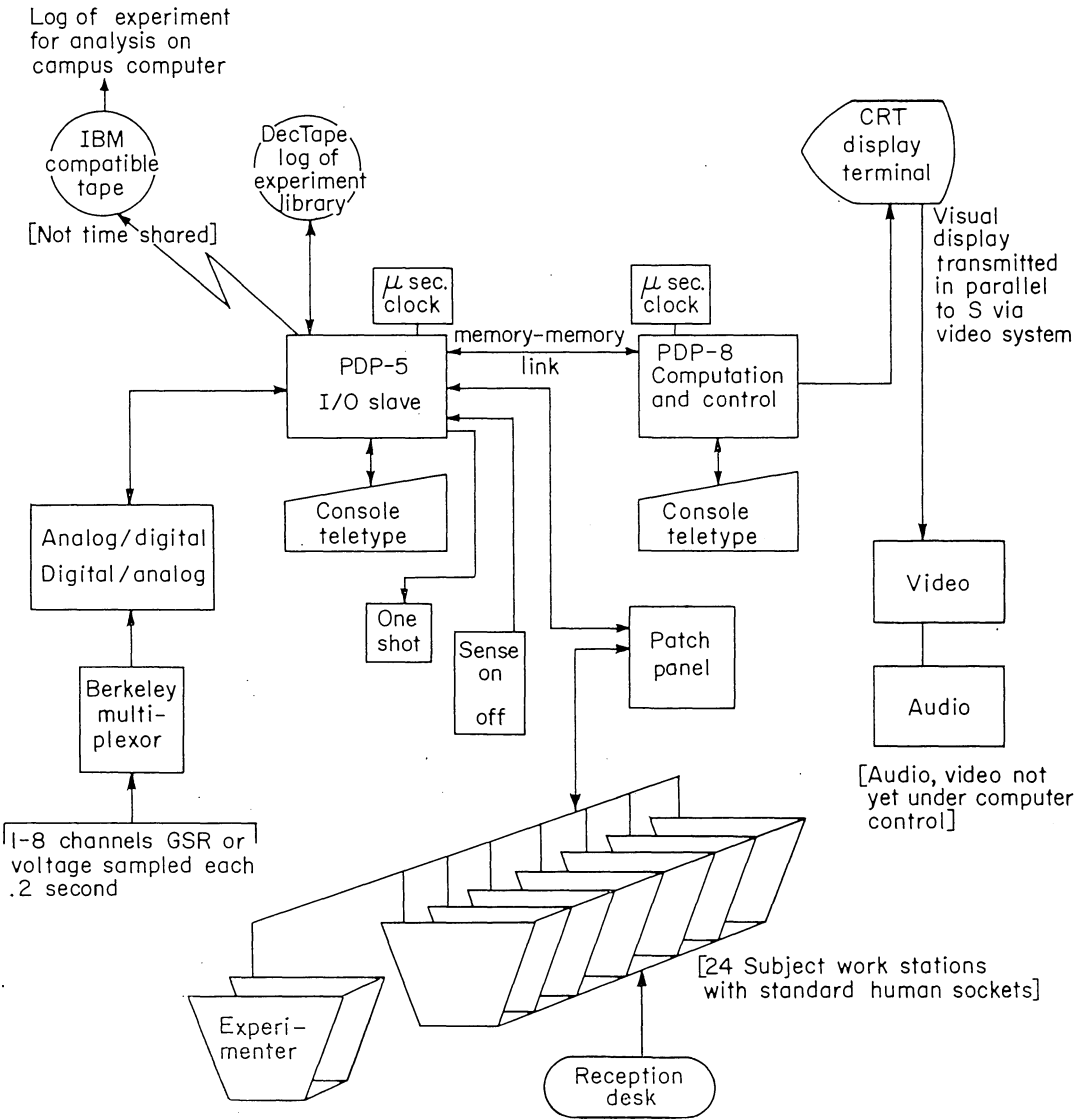 Log of experiment
for analysis on
campus computer
IBM
compatible
tape
[Not time shared]
DecTape
log of
experiment
library
CRT
display
terminal
Visual
display
transmitted
in parallel
to S via
video system
μ sec.
clock
μ sec.
clock
PDP-5
I/O slave
memory-memory
link
PDP-8
Computation
and control
Console
teletype
Console
teletype
Analog/digital
Digital/analog
One
shot
Sense
on
off
Patch
panel
Video
Audio
[Audio, video not
yet under computer
control]
Berkeley
multi-
plexor
1-8 channels GSR or
voltage sampled each
.2 second
[24 Subject work stations
with standard human sockets]
Experi-
menter
Reception
desk